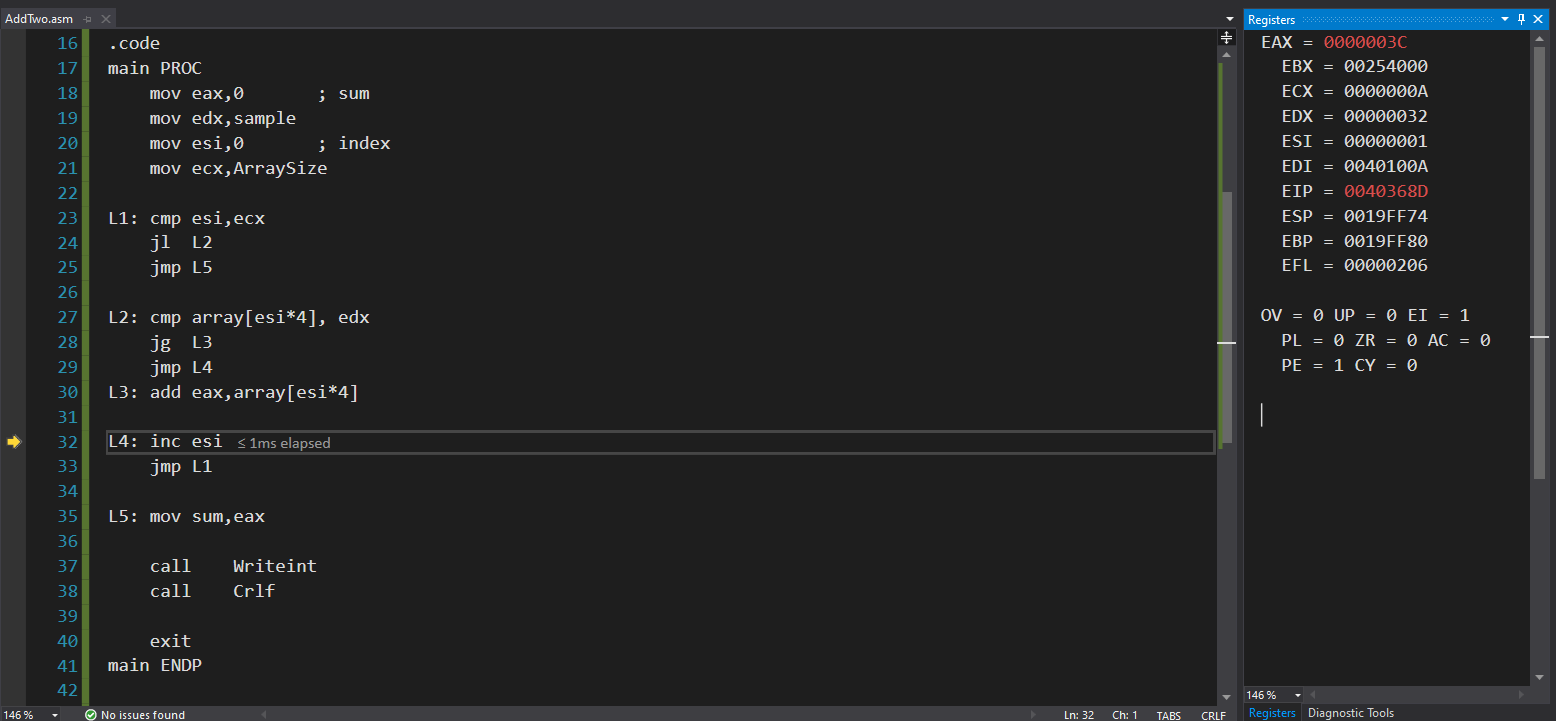 AddTwo.asm
16 .code
17 main PROC
18 mov eax,0 ; sum
19 mov edx,sample
20 mov esi,0 ; index
21 mov ecx,ArraySize
22
23 L1: cmp esi,ecx
24 jl L2
25 jmp L5
26
27 L2: cmp array[esi*4], edx
28 jg L3
29 jmp L4
30 L3: add eax,array[esi*4]
31
32 L4: inc esi ≤ 1ms elapsed
33 jmp L1
34
35 L5: mov sum,eax
36
37 call Writeint
38 call Crlf
39
40 exit
41 main ENDP
42
146 % No issues found Ln: 32 Ch: 1 TABS CRLF
Registers
EAX = 0000003C
EBX = 00254000
ECX = 0000000A
EDX = 00000032
ESI = 00000001
EDI = 0040100A
EIP = 0040368D
ESP = 0019FF74
EBP = 0019FF80
EFL = 00000206
OV = 0 UP = 0 EI = 1
PL = 0 ZR = 0 AC = 0
PE = 1 CY = 0
146 %
Registers Diagnostic Tools